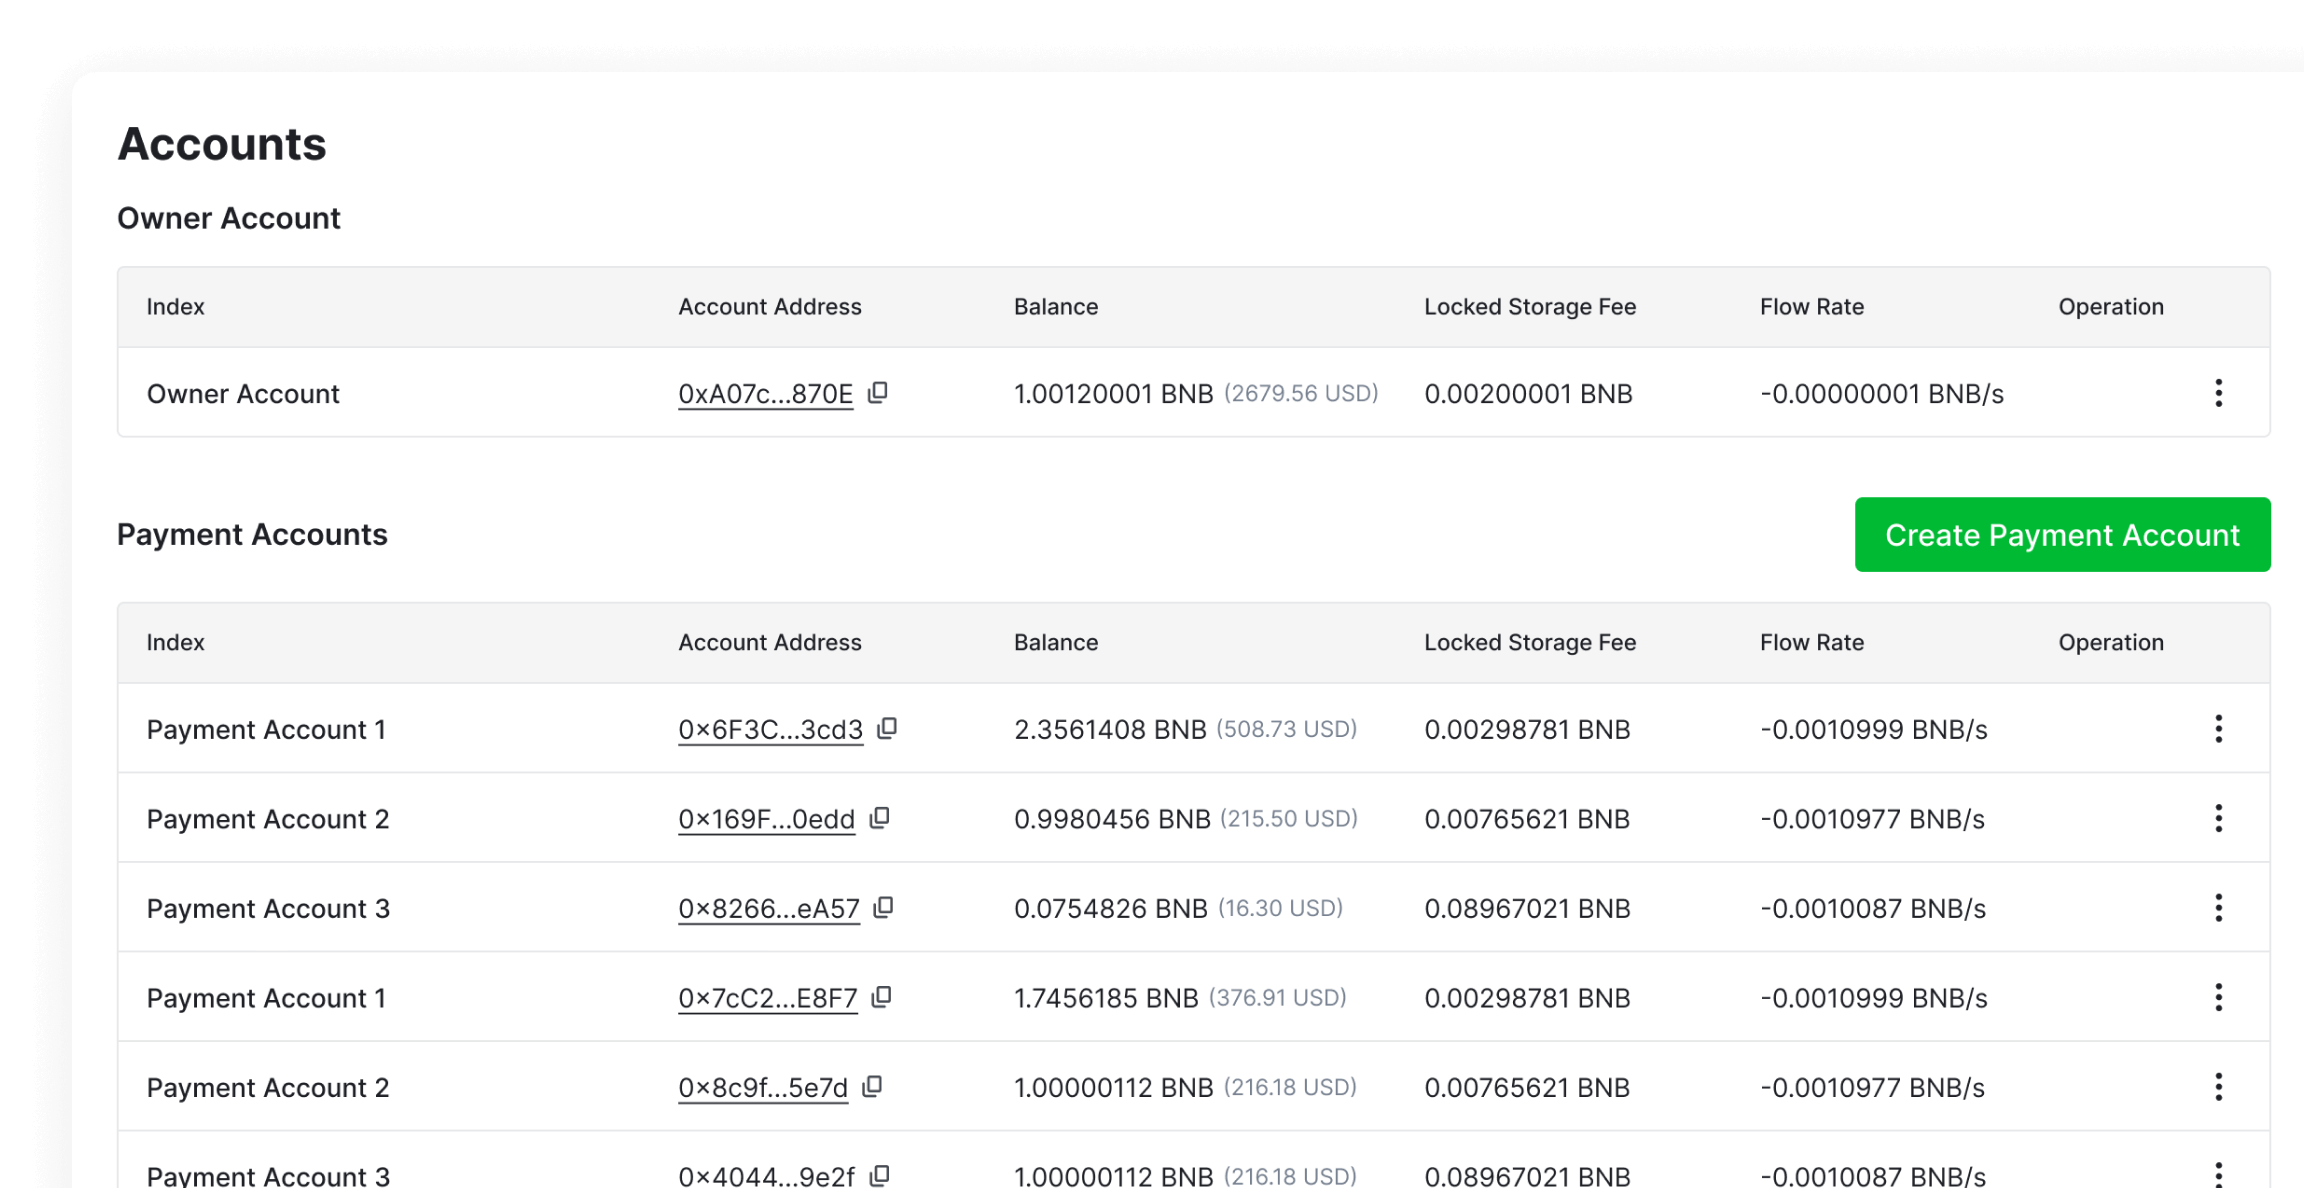 Accounts
Owner Account
Index Account Address Balance Locked Storage Fee Flow Rate Operation
Owner Account 0xA07c...870E 1.00120001 BNB (2679.56 USD) 0.00200001 BNB -0.00000001 BNB/s
Payment Accounts Create Payment Account
Index Account Address Balance Locked Storage Fee Flow Rate Operation
Payment Account 1 0×6F3C...3cd3 2.3561408 BNB (508.73 USD) 0.00298781 BNB -0.0010999 BNB/s
Payment Account 2 0×169F...0edd 0.9980456 BNB (215.50 USD) 0.00765621 BNB -0.0010977 BNB/s
Payment Account 3 0×8266...eA57 0.0754826 BNB (16.30 USD) 0.08967021 BNB -0.0010087 BNB/s
Payment Account 1 0×7cC2...E8F7 1.7456185 BNB (376.91 USD) 0.00298781 BNB -0.0010999 BNB/s
Payment Account 2 0×8c9f...5e7d 1.00000112 BNB (216.18 USD) 0.00765621 BNB -0.0010977 BNB/s
Payment Account 3 0×4044...9e2f 1.00000112 BNB (216.18 USD) 0.08967021 BNB -0.0010087 BNB/s